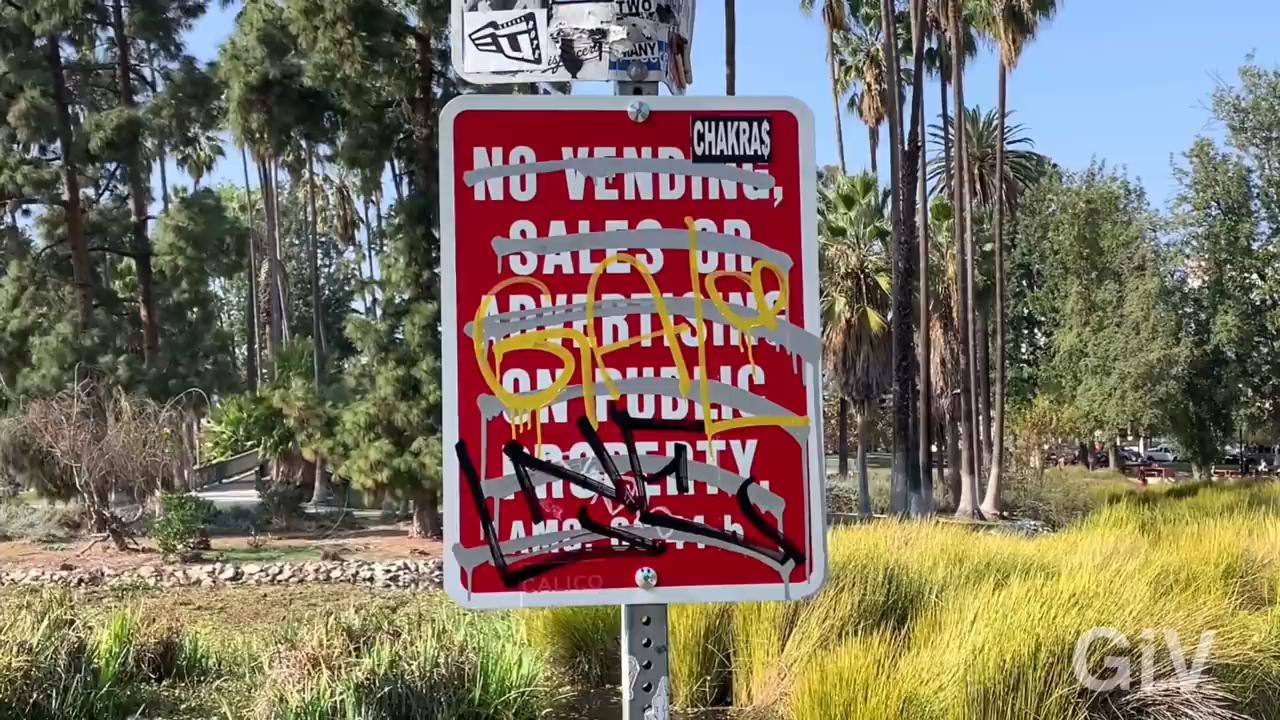 TWO
MANY
CHAKRA$
NO VENDING,
SALES OR
ADVERTISING
ON PUBLIC
PROPERTY.
CALICO
GiV